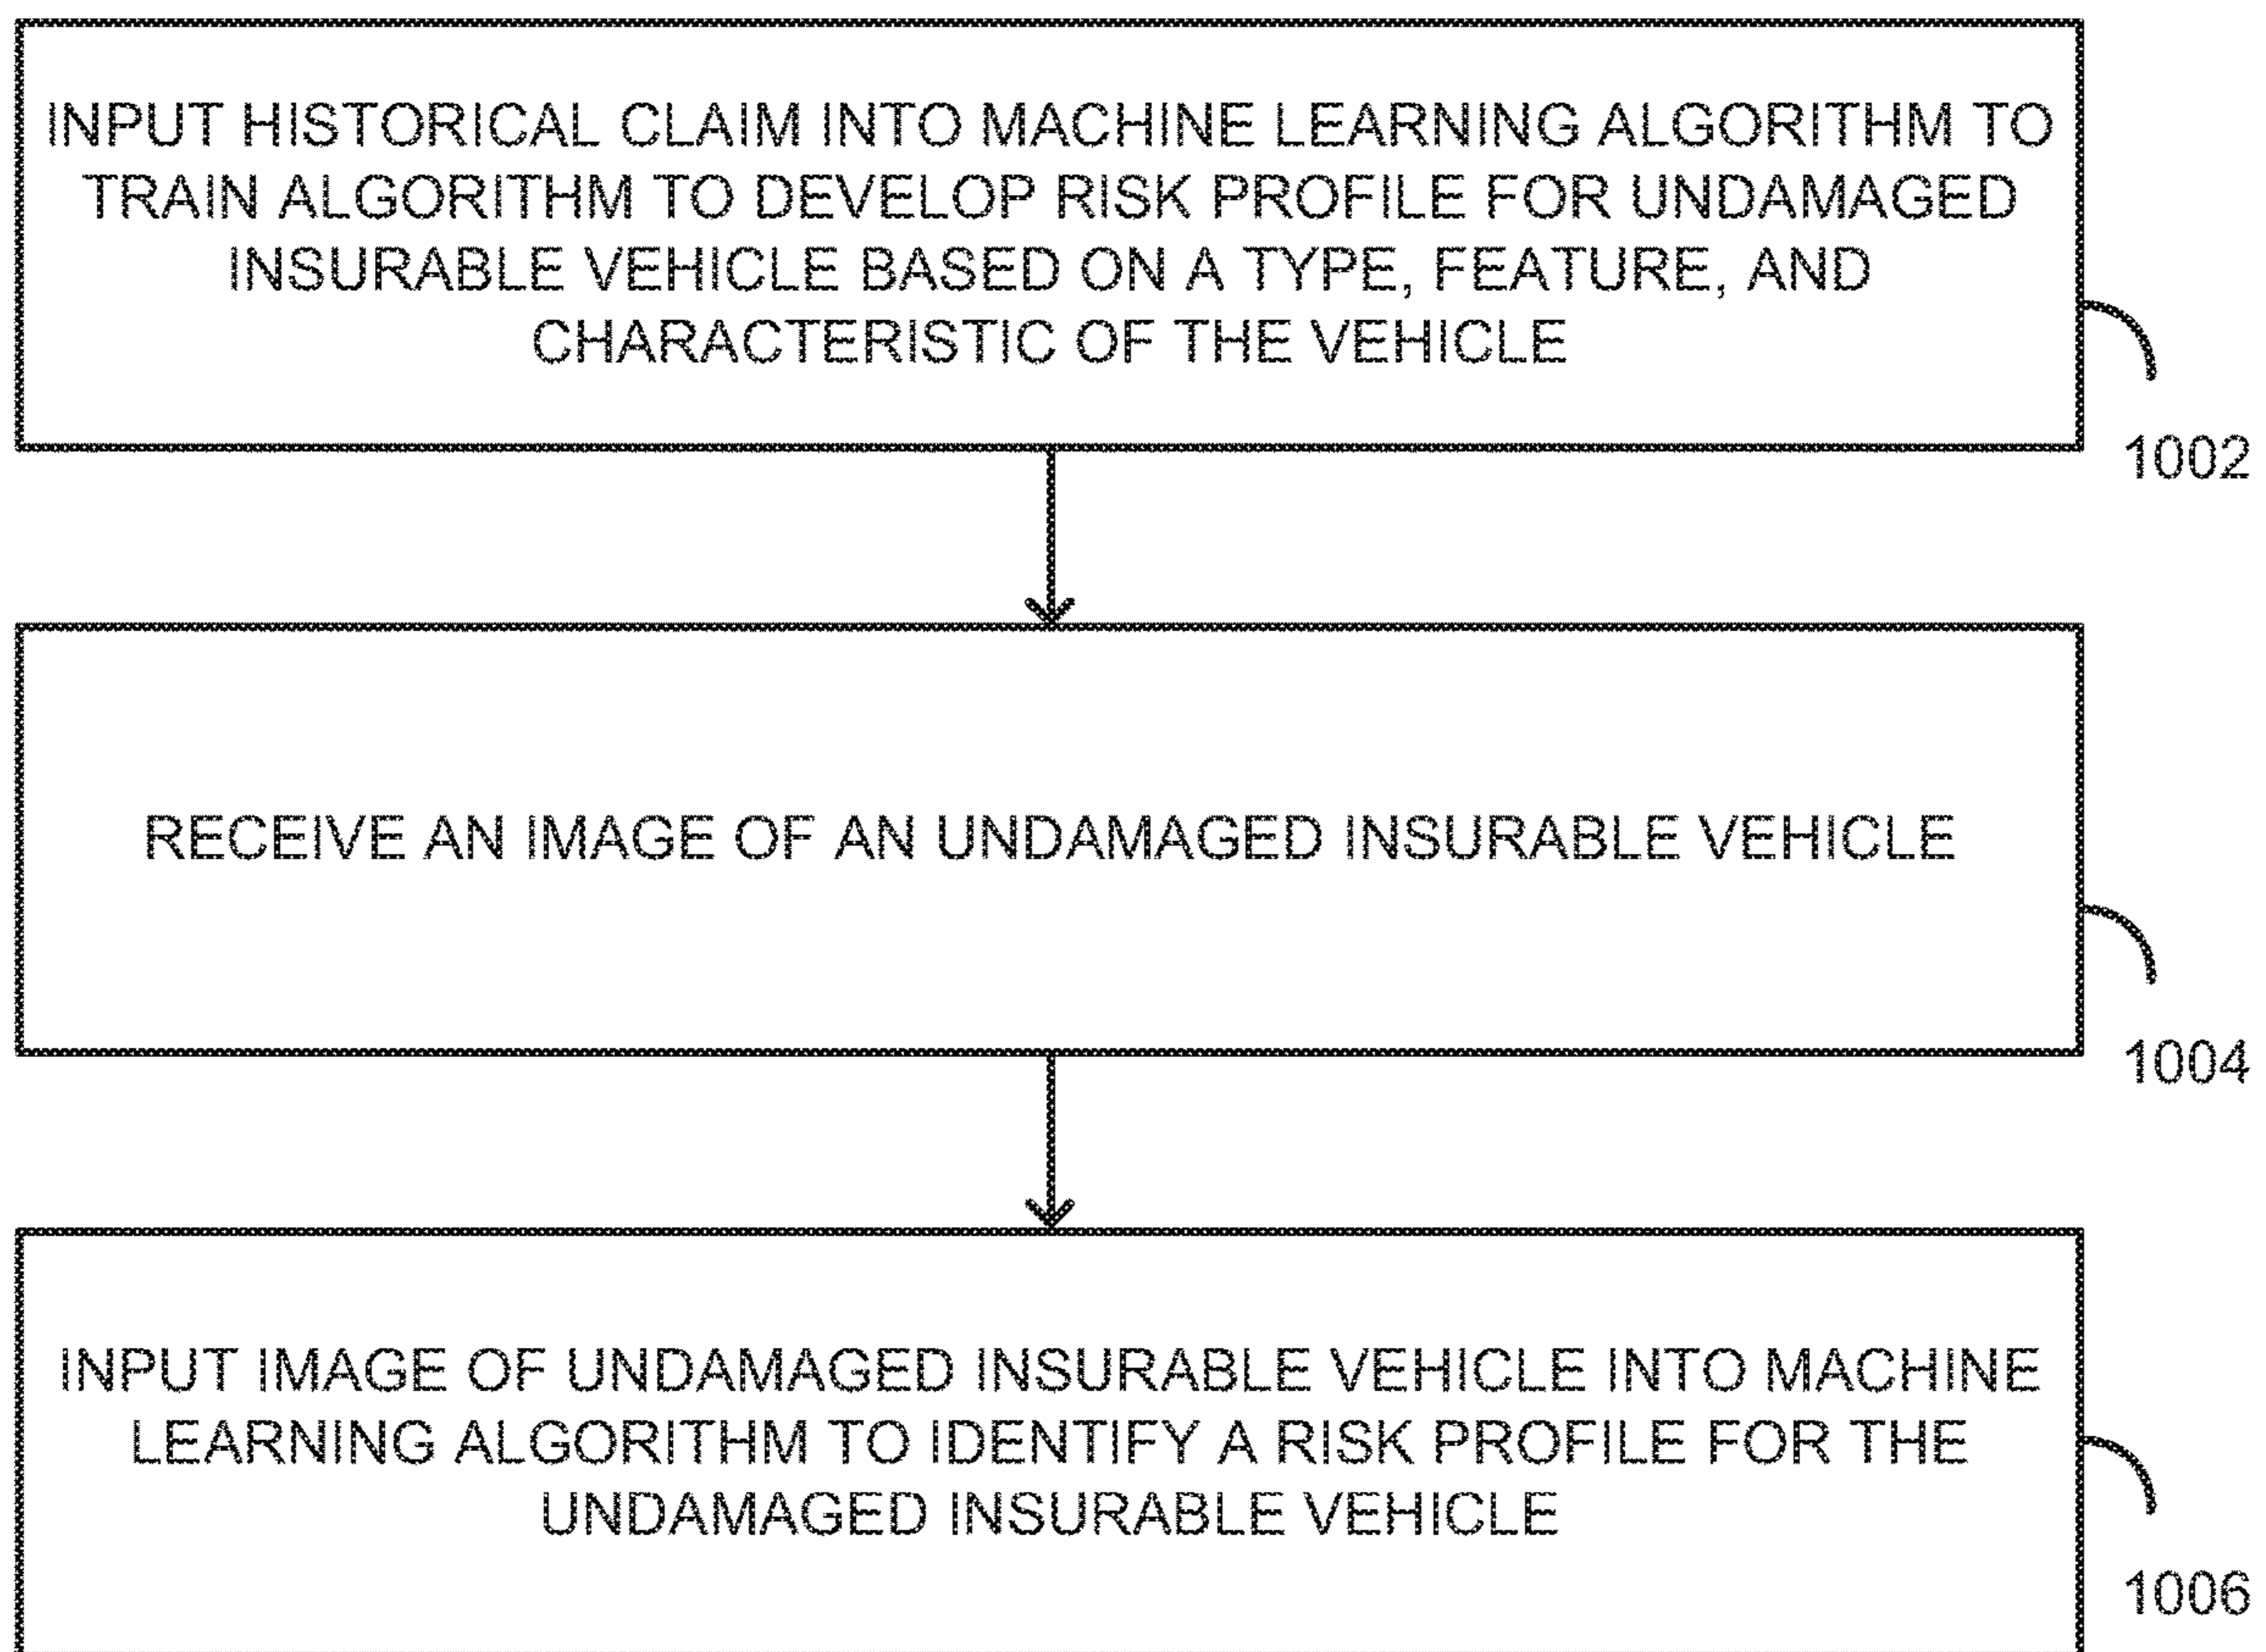 INPUT HISTORICAL CLAIM INTO MACHINE LEARNING ALGORITHM TO
TRAIN ALGORITHM TO DEVELOP RISK PROFILE FOR UNDAMAGED
INSURABLE VEHICLE BASED ON A TYPE, FEATURE, AND
CHARACTERISTIC OF THE VEHICLE
1002
RECEIVE AN IMAGE OF AN UNDAMAGED INSURABLE VEHICLE
1004
INPUT IMAGE OF UNDAMAGED INSURABLE VEHICLE INTO MACHINE
LEARNING ALGORITHM TO IDENTIFY A RISK PROFILE FOR THE
UNDAMAGED INSURABLE VEHICLE
1006